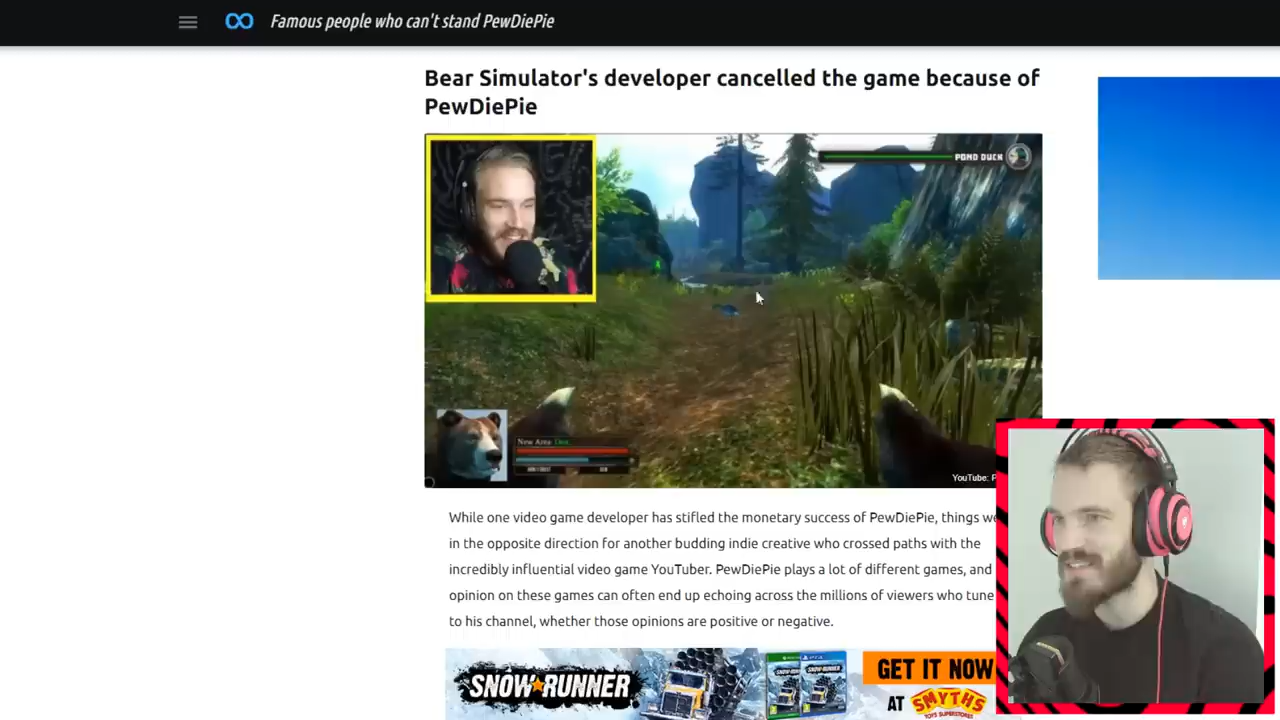 Famous people who can't stand PewDiePie
Bear Simulator's developer cancelled the game because of
PewDiePie
POND DUCK
New Area: Den
YouTube: P
While one video game developer has stifled the monetary success of PewDiePie, things we
in the opposite direction for another budding indie creative who crossed paths with the
incredibly influential video game YouTuber. PewDiePie plays a lot of different games, and
opinion on these games can often end up echoing across the millions of viewers who tune
to his channel, whether those opinions are positive or negative.
SNOWRUNNER
GET IT NOW
AT SMYTHS
TOYS SUPERSTORES